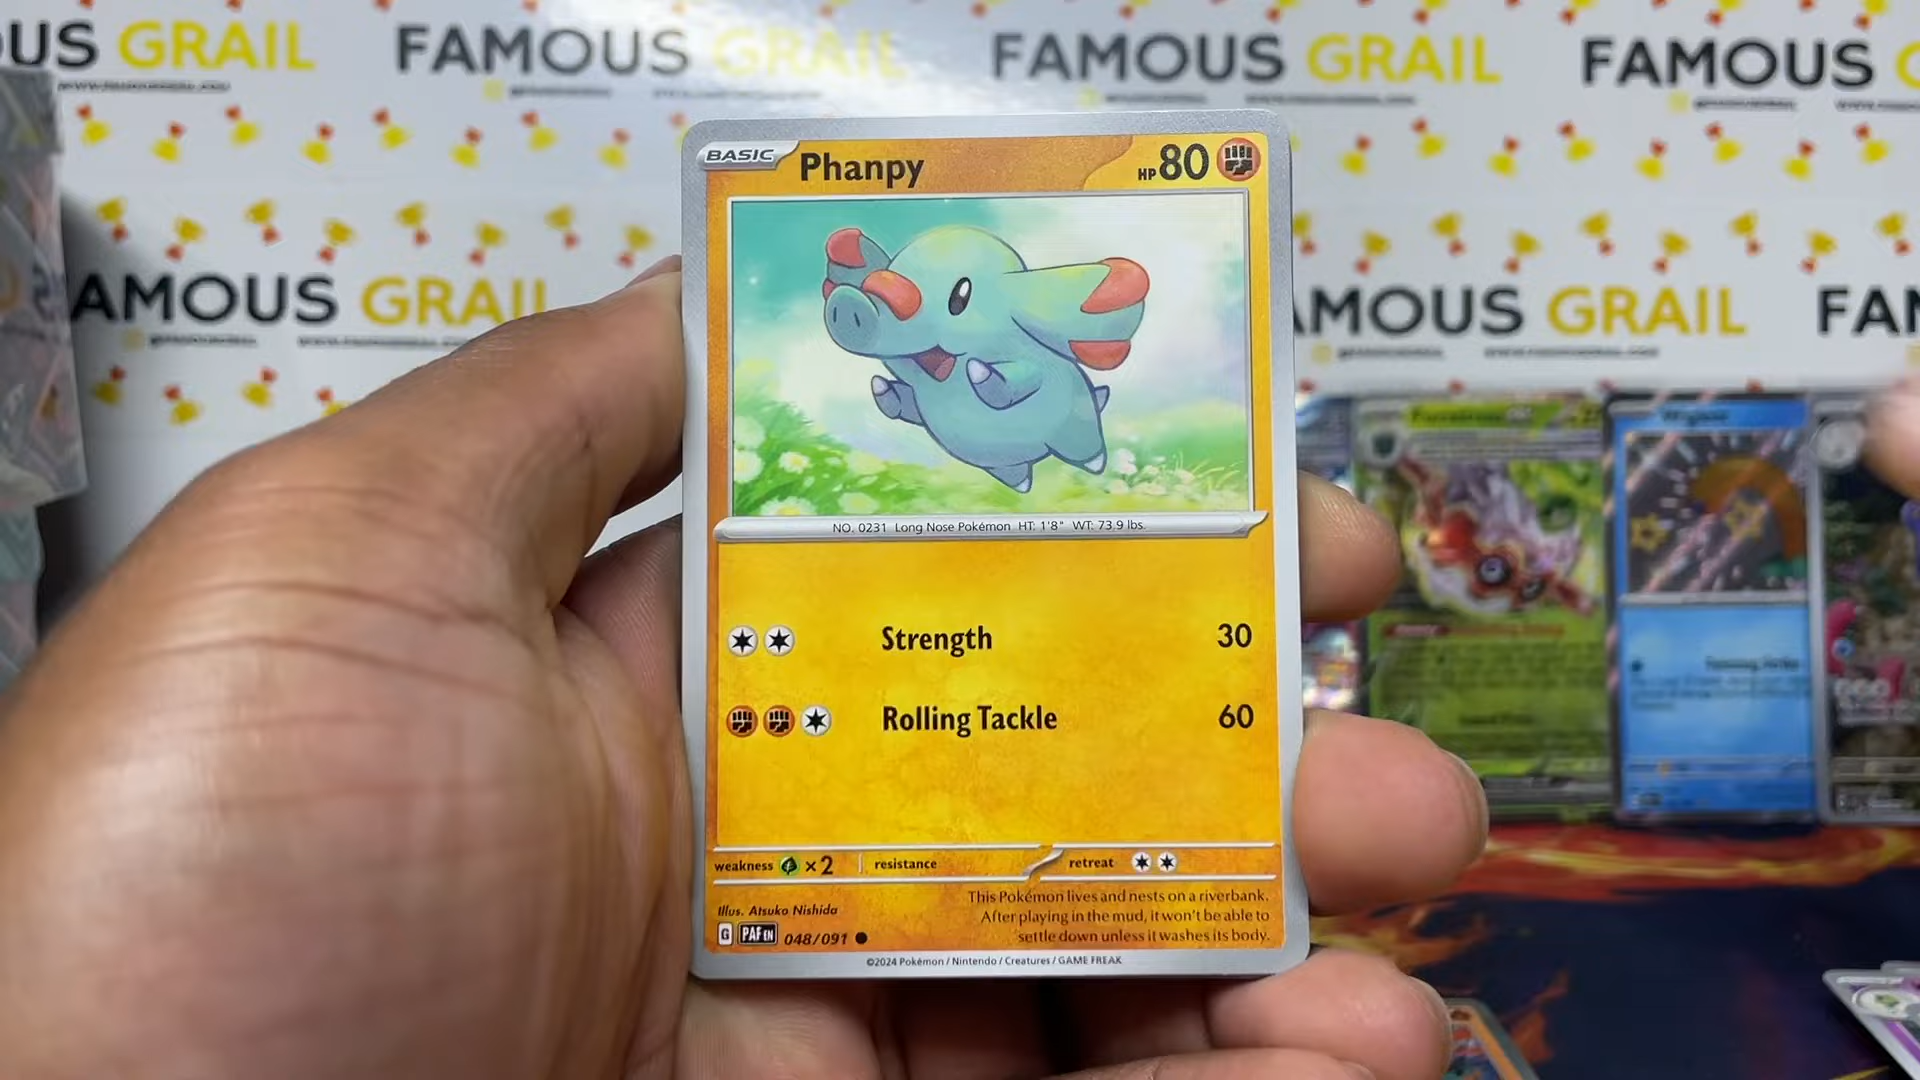 OUS GRAIL FAMOUS GRAIL FAMOUS GRAIL FAMOUS G
AMOUS GRAIL AMOUS GRAIL FAM
BASIC Phanpy HP 80
NO. 0231 Long Nose Pokémon HT: 1'8" WT: 73.9 lbs.
Strength 30
Rolling Tackle 60
weakness ×2 resistance retreat
This Pokémon lives and nests on a riverbank.
After playing in the mud, it won't be able to
settle down unless it washes its body.
Illus. Atsuko Nishida
G PAF EN 048/091
©2024 Pokémon / Nintendo / Creatures / GAME FREAK